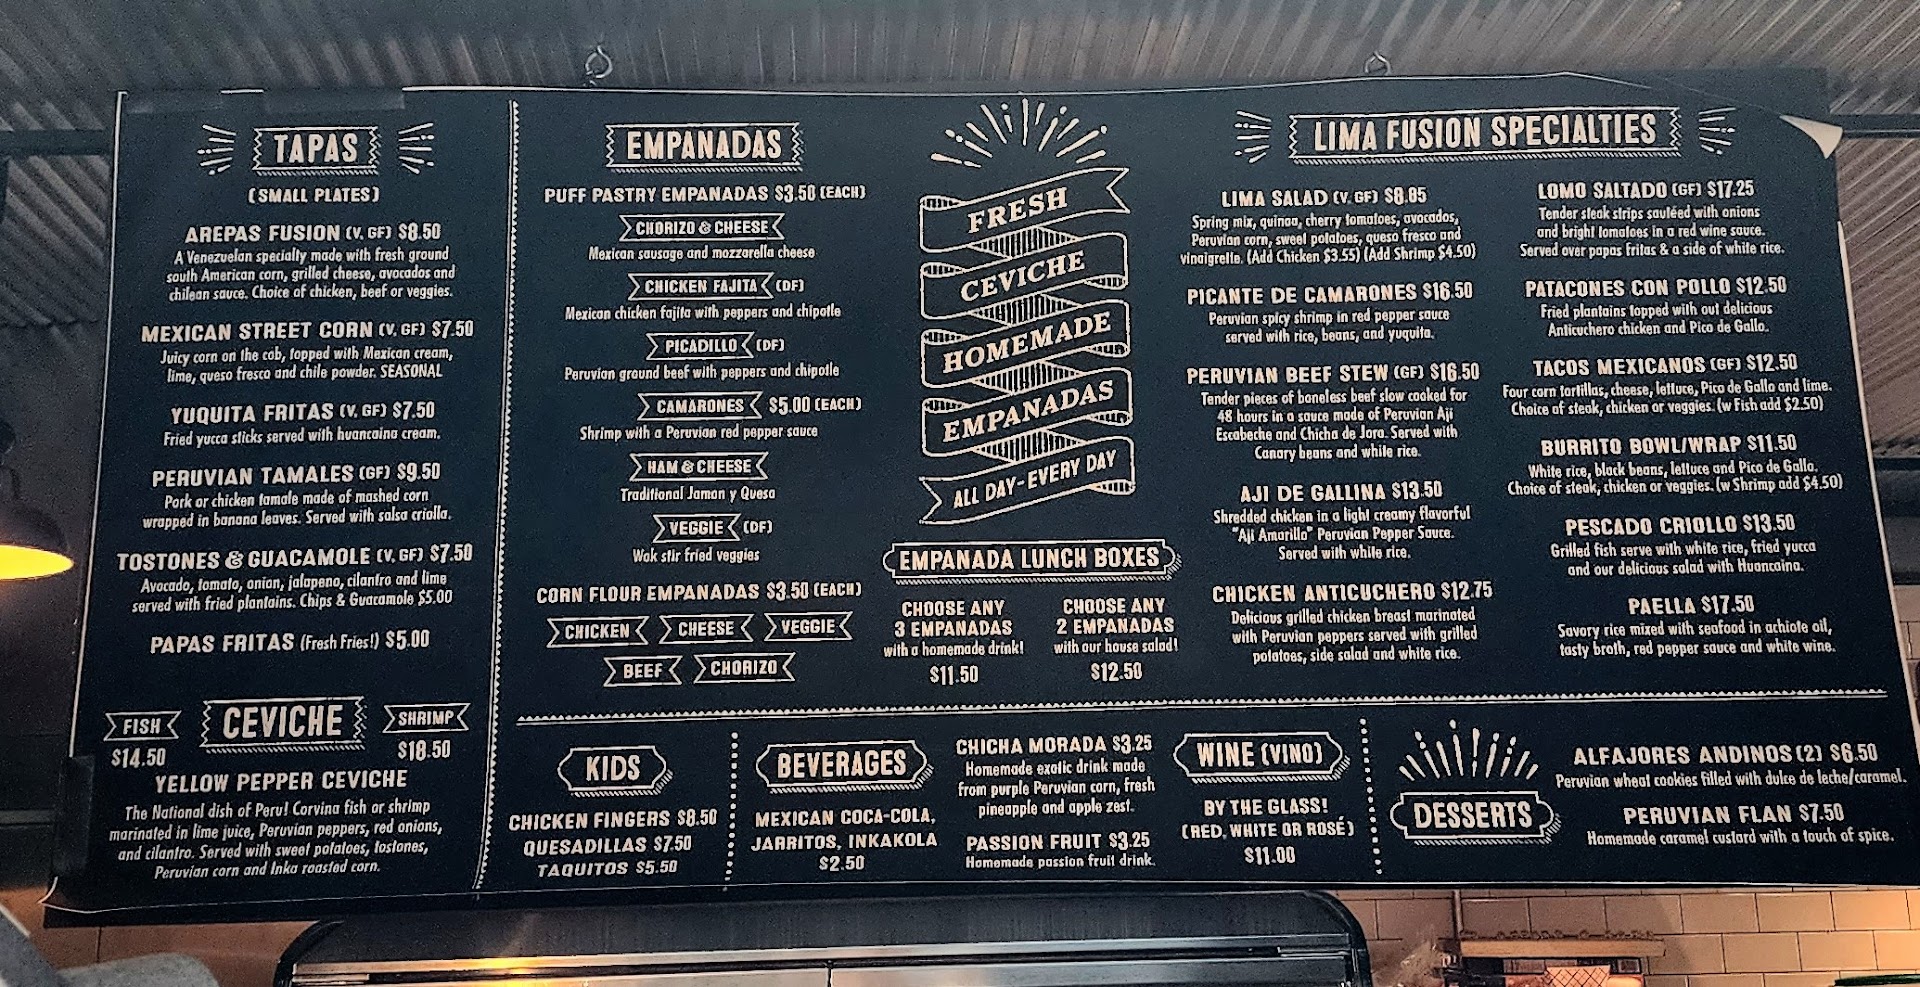 TAPAS
(SMALL PLATES)
AREPAS FUSION (V, GF) $8.50
A Venezuelan specialty made with fresh ground
south American corn, grilled cheese, avocados and
chilean sauce. Choice of chicken, beef or veggies.
MEXICAN STREET CORN (V, GF) $7.50
Juicy corn on the cob, topped with Mexican cream,
lime, queso fresco and chile powder. SEASONAL
YUQUITA FRITAS (V, GF) $7.50
Fried yucca sticks served with huancaina cream.
PERUVIAN TAMALES (GF) $9.50
Pork or chicken tamale made of mashed corn
wrapped in banana leaves. Served with salsa criolla.
TOSTONES & GUACAMOLE (V, GF) $7.50
Avocado, tomato, onion, jalapeno, cilantro and lime
served with fried plantains. Chips & Guacamole $5.00
PAPAS FRITAS (Fresh Fries!) $5.00
FISH
$14.50
CEVICHE
SHRIMP
$18.50
YELLOW PEPPER CEVICHE
The National dish of Peru! Corvina fish or shrimp
marinated in lime juice, Peruvian peppers, red onions,
and cilantro. Served with sweet potatoes, tostones,
Peruvian corn and Inka roasted corn.
EMPANADAS
PUFF PASTRY EMPANADAS $3.50 (EACH)
CHORIZO & CHEESE
Mexican sausage and mozzarella cheese
CHICKEN FAJITA (DF)
Mexican chicken fajita with peppers and chipotle
PICADILLO (DF)
Peruvian ground beef with peppers and chipotle
CAMARONES $5.00 (EACH)
Shrimp with a Peruvian red pepper sauce
HAM & CHEESE
Traditional Jamon y Queso
VEGGIE (DF)
Wok stir fried veggies
CORN FLOUR EMPANADAS $3.50 (EACH)
CHICKEN CHEESE VEGGIE
BEEF CHORIZO
FRESH
CEVICHE
HOMEMADE
EMPANADAS
ALL DAY-EVERY DAY
EMPANADA LUNCH BOXES
CHOOSE ANY
3 EMPANADAS
with a homemade drink!
$11.50
CHOOSE ANY
2 EMPANADAS
with our house salad!
$12.50
LIMA FUSION SPECIALTIES
LIMA SALAD (V, GF) $8.85
Spring mix, quinoa, cherry tomatoes, avocados,
Peruvian corn, sweet potatoes, queso fresco and
vinaigrette. (Add Chicken $3.55) (Add Shrimp $4.50)
PICANTE DE CAMARONES $16.50
Peruvian spicy shrimp in red pepper sauce
served with rice, beans, and yuquita.
PERUVIAN BEEF STEW (GF) $16.50
Tender pieces of boneless beef slow cooked for
48 hours in a sauce made of Peruvian Aji
Escabeche and Chicha de Jora. Served with
Canary beans and white rice.
AJI DE GALLINA $13.50
Shredded chicken in a light creamy flavorful
"Aji Amarillo" Peruvian Pepper Sauce.
Served with white rice.
CHICKEN ANTICUCHERO $12.75
Delicious grilled chicken breast marinated
with Peruvian peppers served with grilled
potatoes, side salad and white rice.
LOMO SALTADO (GF) $17.25
Tender steak strips sautéed with onions
and bright tomatoes in a red wine sauce.
Served over papas fritas & a side of white rice.
PATACONES CON POLLO $12.50
Fried plantains topped with out delicious
Anticuchero chicken and Pico de Gallo.
TACOS MEXICANOS (GF) $12.50
Four corn tortillas, cheese, lettuce, Pico de Gallo and lime.
Choice of steak, chicken or veggies. (w Fish add $2.50)
BURRITO BOWL/WRAP $11.50
White rice, black beans, lettuce and Pico de Gallo.
Choice of steak, chicken or veggies. (w Shrimp add $4.50)
PESCADO CRIOLLO $13.50
Grilled fish serve with white rice, fried yucca
and our delicious salad with Huancaina.
PAELLA $17.50
Savory rice mixed with seafood in achiote oil,
tasty broth, red pepper sauce and white wine.
KIDS
CHICKEN FINGERS $8.50
QUESADILLAS $7.50
TAQUITOS $5.50
BEVERAGES
MEXICAN COCA-COLA,
JARRITOS, INKAKOLA
$2.50
CHICHA MORADA $3.25
Homemade exotic drink made
from purple Peruvian corn, fresh
pineapple and apple zest.
PASSION FRUIT $3.25
Homemade passion fruit drink.
WINE (VINO)
BY THE GLASS!
(RED, WHITE OR ROSÉ)
$11.00
DESSERTS
ALFAJORES ANDINOS (2) $6.50
Peruvian wheat cookies filled with dulce de leche/caramel.
PERUVIAN FLAN $7.50
Homemade caramel custard with a touch of spice.